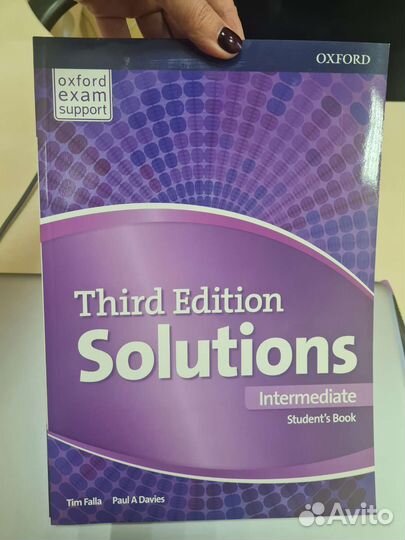 OXFORD
oxford
exam
support
Third Edition
Solutions
Intermediate
Student's Book
Tim Falla Paul A Davies
Avito